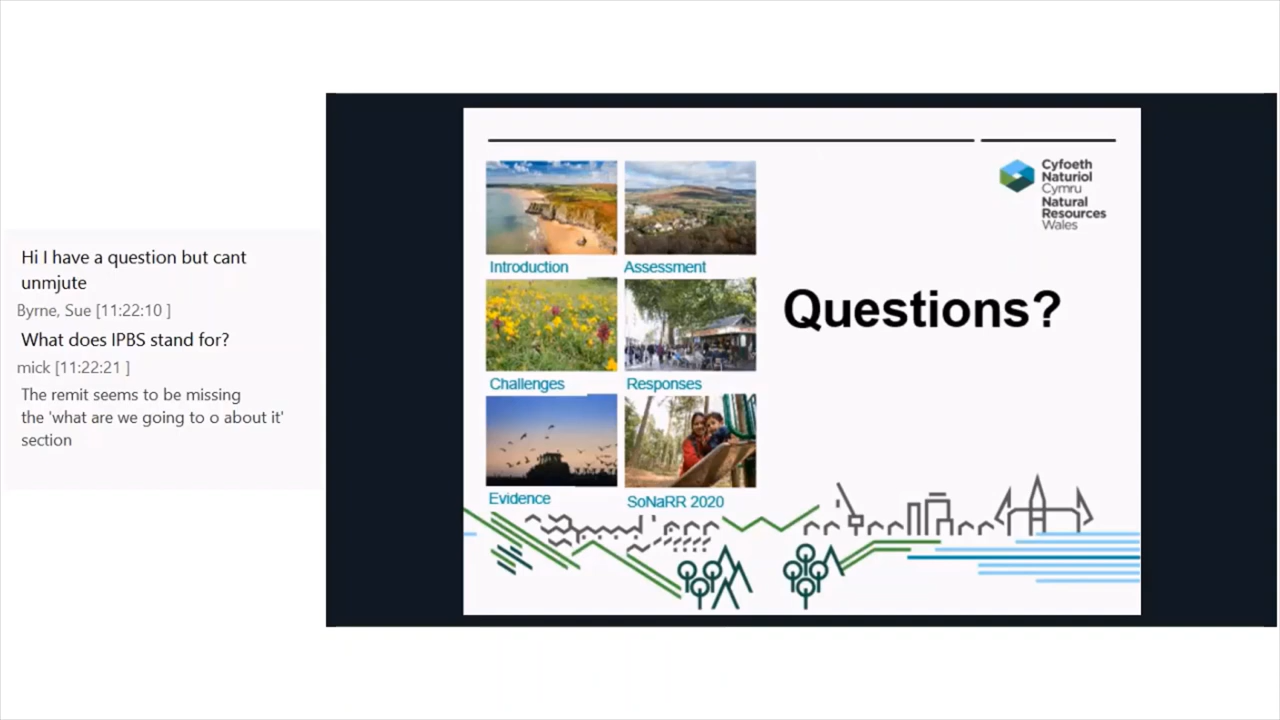 Hi I have a question but cant
unmjute
Byrne, Sue [11:22:10 ]
What does IPBS stand for?
mick [11:22:21 ]
The remit seems to be missing
the 'what are we going to o about it'
section
Cyfoeth
Naturiol
Cymru
Natural
Resources
Wales
Introduction
Assessment
Questions?
Challenges
Responses
Evidence
SoNaRR 2020